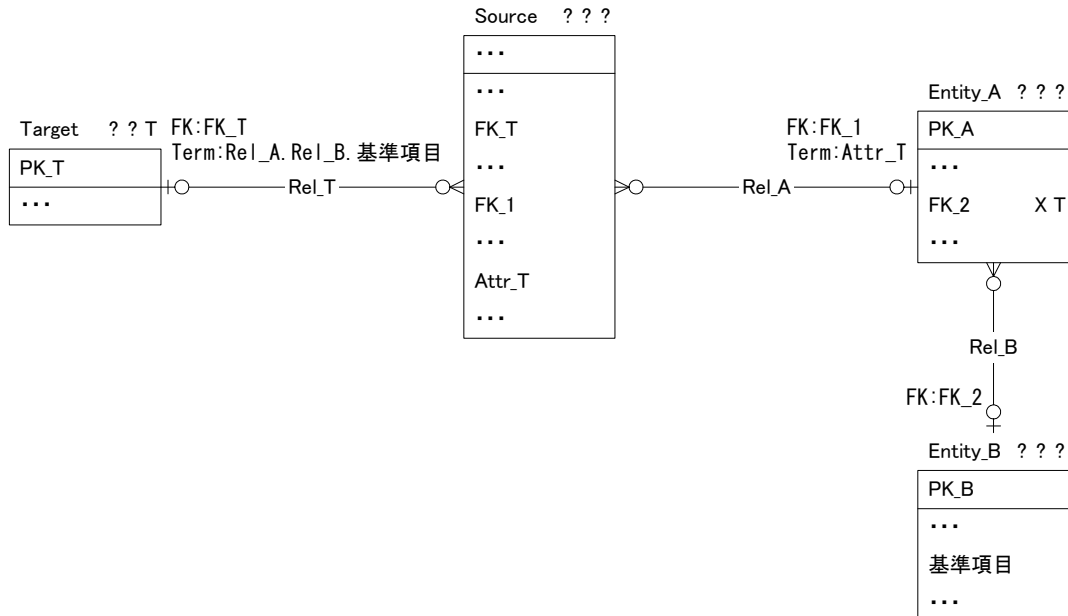 Source ? ? ?
...
...
FK_T
...
FK_1
...
Attr_T
...
Target ? ? T
PK_T
...
FK:FK_T
Term:Rel_A.Rel_B.基準項目
Rel_T
Rel_A
FK:FK_1
Term:Attr_T
Entity_A ? ? ?
PK_A
...
FK_2 X T
...
Rel_B
FK:FK_2
Entity_B ? ? ?
PK_B
...
基準項目
...